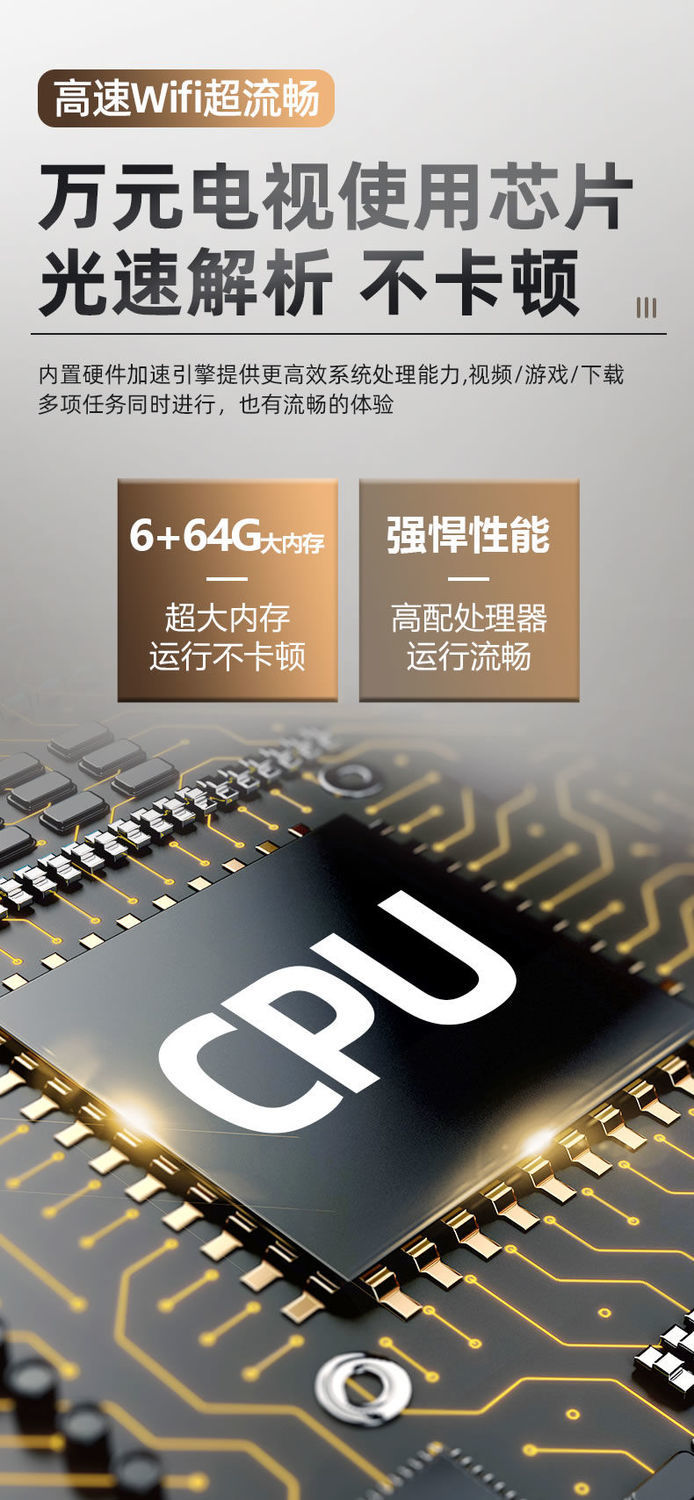 高速Wifi超流畅
万元电视使用芯片
光速解析 不卡顿
内置硬件加速引擎提供更高效系统处理能力,视频/游戏/下载
多项任务同时进行，也有流畅的体验
6+64G大内存
超大内存
运行不卡顿
强悍性能
高配处理器
运行流畅
CPU